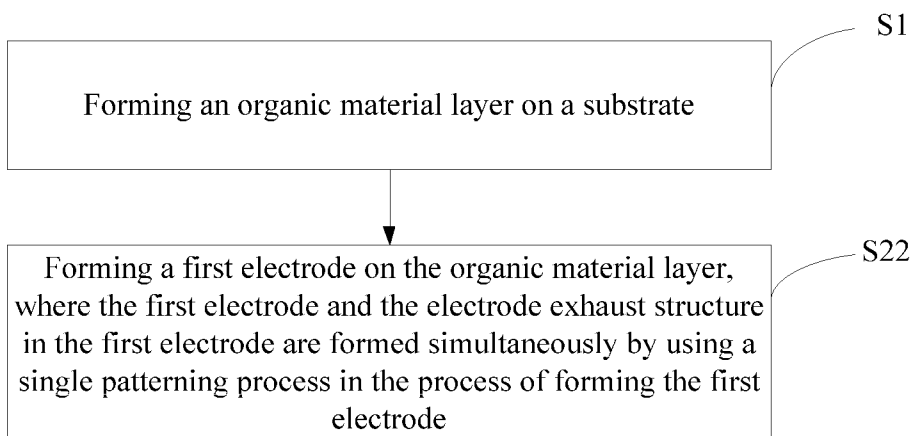 S1
Forming an organic material layer on a substrate
S22
Forming a first electrode on the organic material layer,
where the first electrode and the electrode exhaust structure
in the first electrode are formed simultaneously by using a
single patterning process in the process of forming the first
electrode